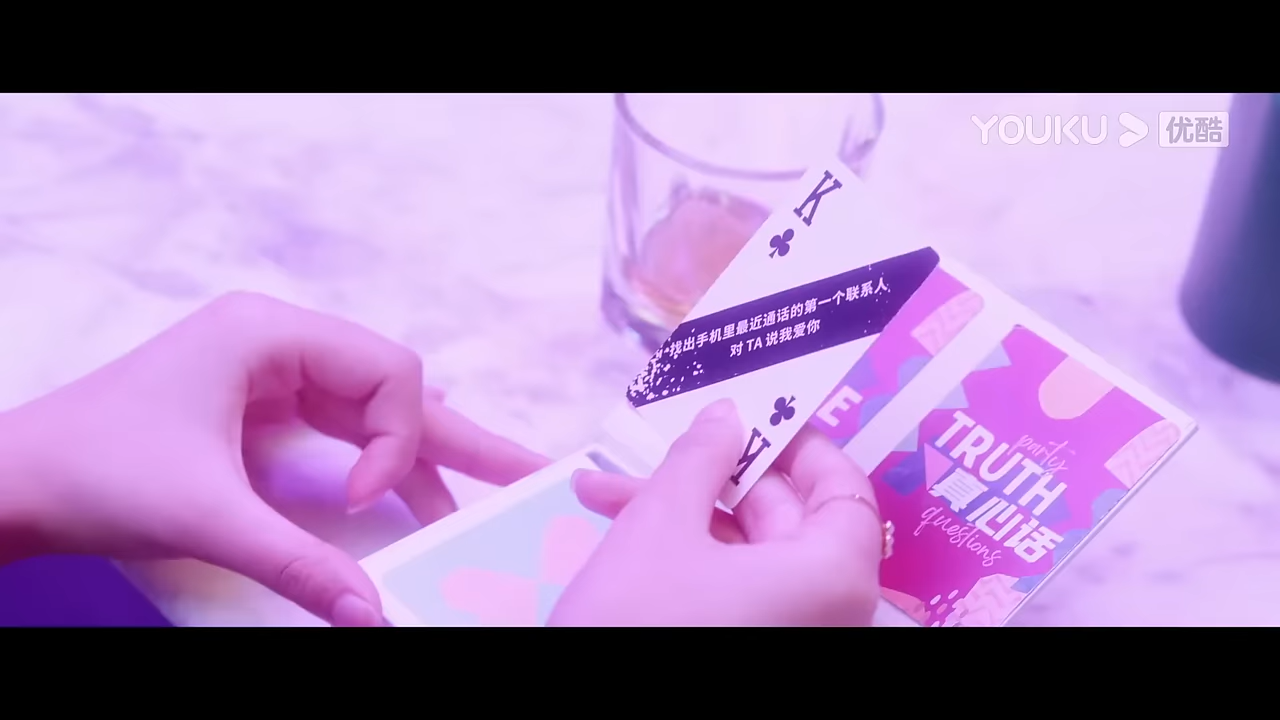 YOUKU 优酷
K
找出手机里最近通话的第一个联系人
对 TA 说我爱你
K
E
party
TRUTH
真心话
questions